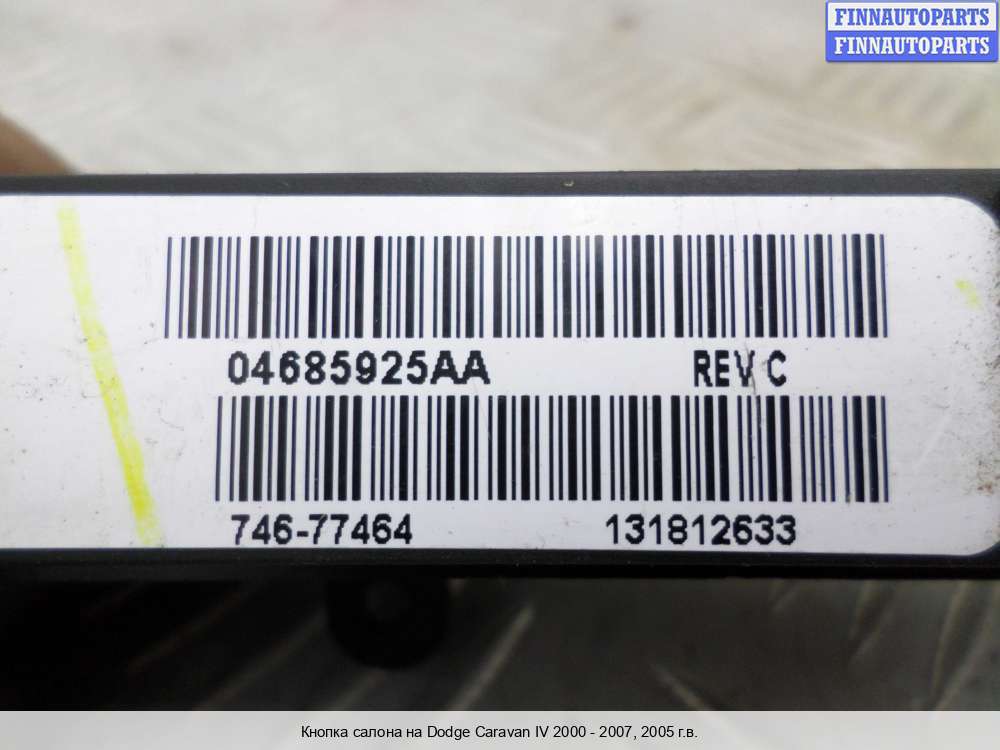 FINNAUTOPARTS
FINNAUTOPARTS
04685925AA REV C
746-77464 131812633
Кнопка салона на Dodge Caravan IV 2000 - 2007, 2005 г.в.